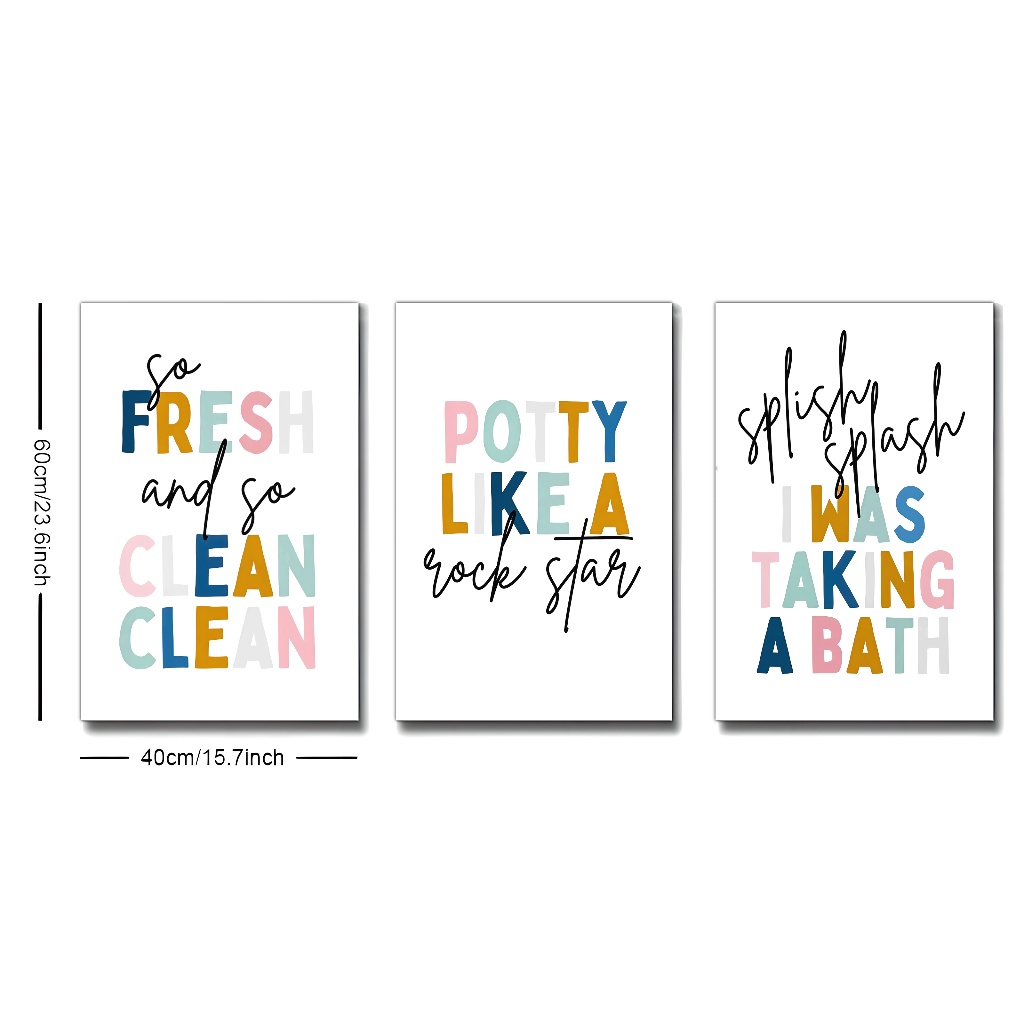 60cm/23.6inch
so
FRESH
and so
CLEAN
CLEAN
POTTY
LIKE A
rock star
splish
splash
I WAS
TAKING
A BATH
40cm/15.7inch